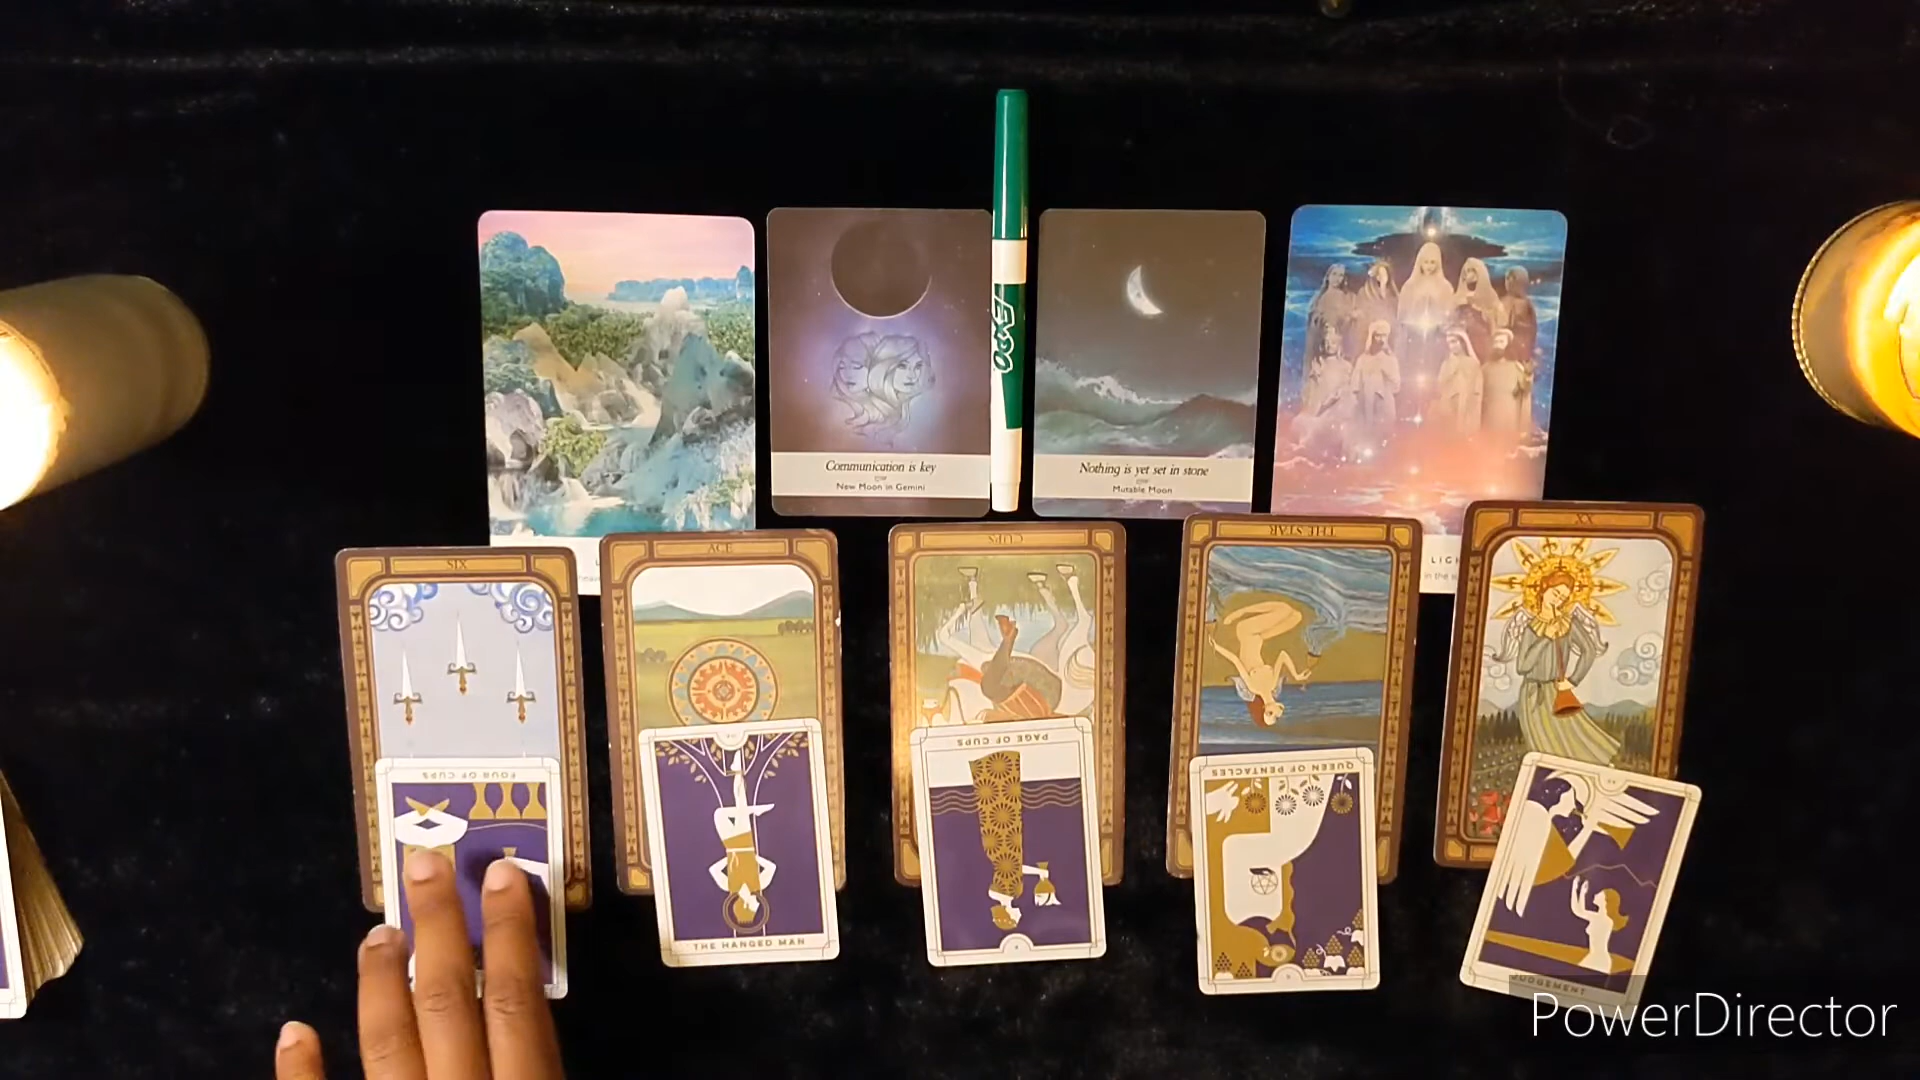 EXPO
Communication is key
New Moon in Gemini
Nothing is yet set in stone
Mutable Moon
SIX
ACE
CUPS
THE STAR
XX
FOUR OF CUPS
THE HANGED MAN
PAGE OF CUPS
QUEEN OF PENTACLES
JUDGEMENT
PowerDirector